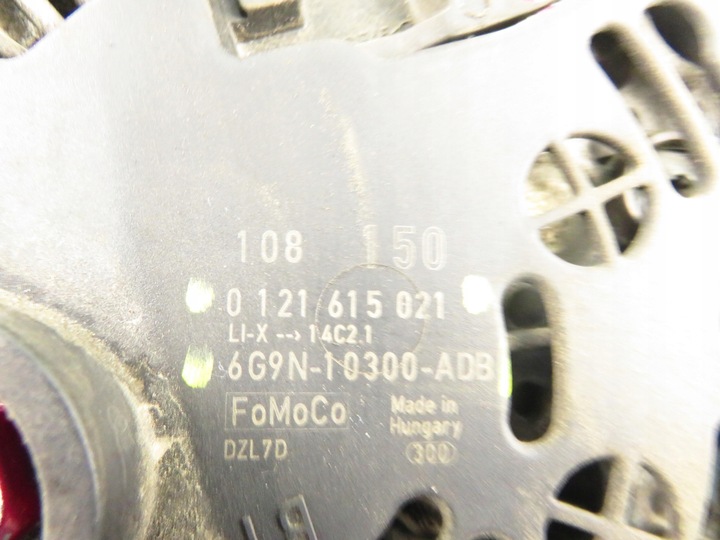 108 150
0 121 615 021
LI-X --> 14C2.1
6G9N-10300-ADB
FoMoCo
Made in
Hungary
DZL7D
300